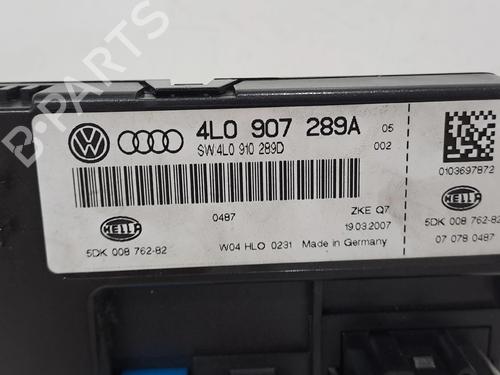 B-PARTS
4L0 907 289A 05
SW 4L0 910 289D 002
0103697872
0487
ZKE Q7
19.03.2007
HELLA
HELLA
5DK 008 762-82
W04 HLO 0231 Made in Germany
5DK 008 762-82
07 078 0487